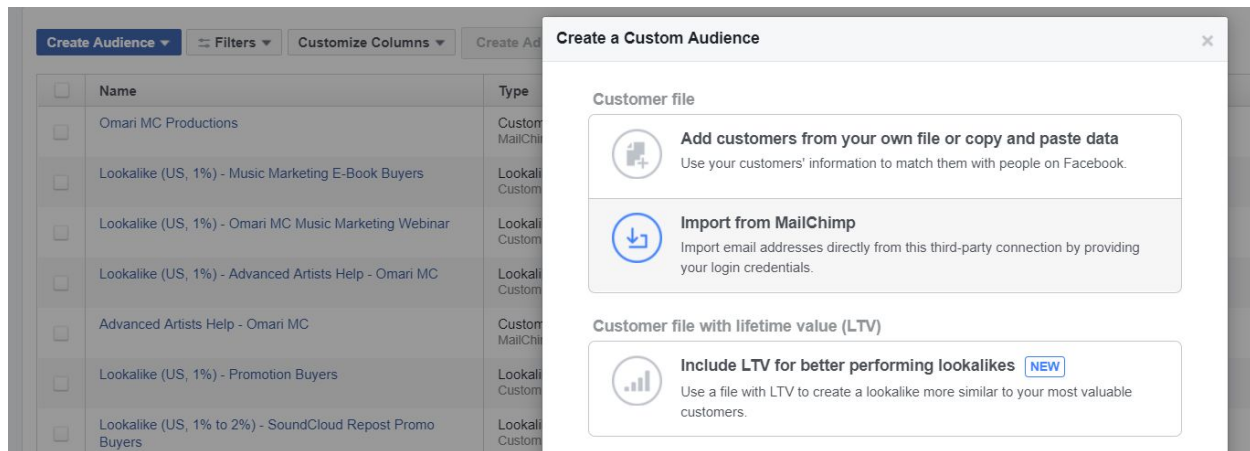 Create Audience
Filters
Customize Columns
Create Ad
Create a Custom Audience
Name
Type
Omari MC Productions
Custom
MailChi
Lookalike (US, 1%) - Music Marketing E-Book Buyers
Lookali
Custom
Lookalike (US, 1%) - Omari MC Music Marketing Webinar
Lookali
Custom
Lookalike (US, 1%) - Advanced Artists Help - Omari MC
Lookali
Custom
Advanced Artists Help - Omari MC
Custom
MailChi
Lookalike (US, 1%) - Promotion Buyers
Lookali
Custom
Lookalike (US, 1% to 2%) - SoundCloud Repost Promo
Buyers
Lookali
Custom
Customer file
Add customers from your own file or copy and paste data
Use your customers' information to match them with people on Facebook.
Import from MailChimp
Import email addresses directly from this third-party connection by providing
your login credentials.
Customer file with lifetime value (LTV)
Include LTV for better performing lookalikes NEW
Use a file with LTV to create a lookalike more similar to your most valuable
customers.